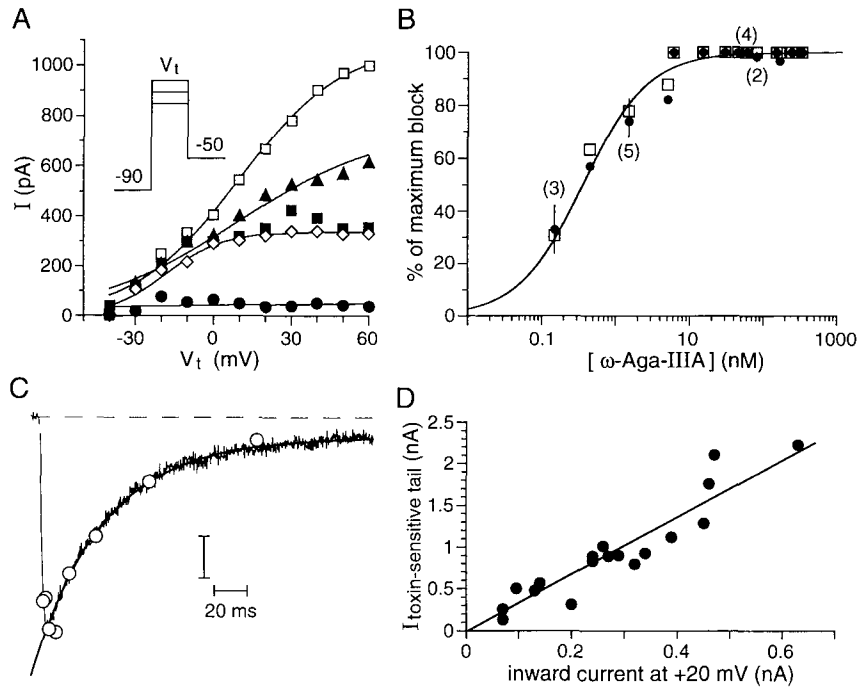 A
I (pA)
1000
800
600
400
200
0
-30
0
30
60
Vt (mV)
Vt
-90
-50
B
% of maximum block
100
80
60
40
20
0
0.1
10
1000
[ω-Aga-IIIA] (nM)
(3)
(5)
(4)
(2)
C
20 ms
D
I toxin-sensitive tail (nA)
2.5
2
1.5
1
0.5
0
0
0.2
0.4
0.6
inward current at +20 mV (nA)